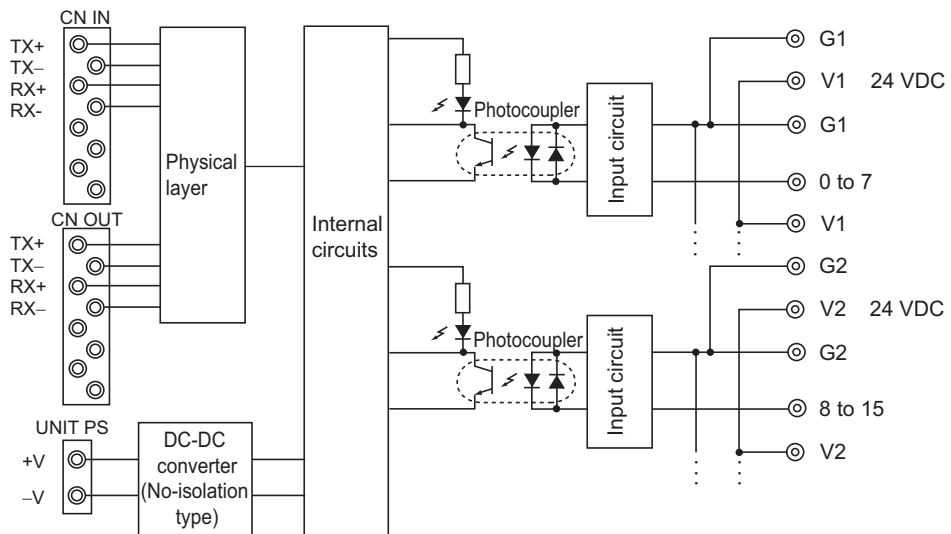 CN IN
TX+
TX−
RX+
RX-
Physical
layer
CN OUT
TX+
TX−
RX+
RX−
UNIT PS
+V
−V
DC-DC
converter
(No-isolation
type)
Internal
circuits
Photocoupler
Input circuit
G1
V1 24 VDC
G1
0 to 7
V1
Photocoupler
Input circuit
G2
V2 24 VDC
G2
8 to 15
V2